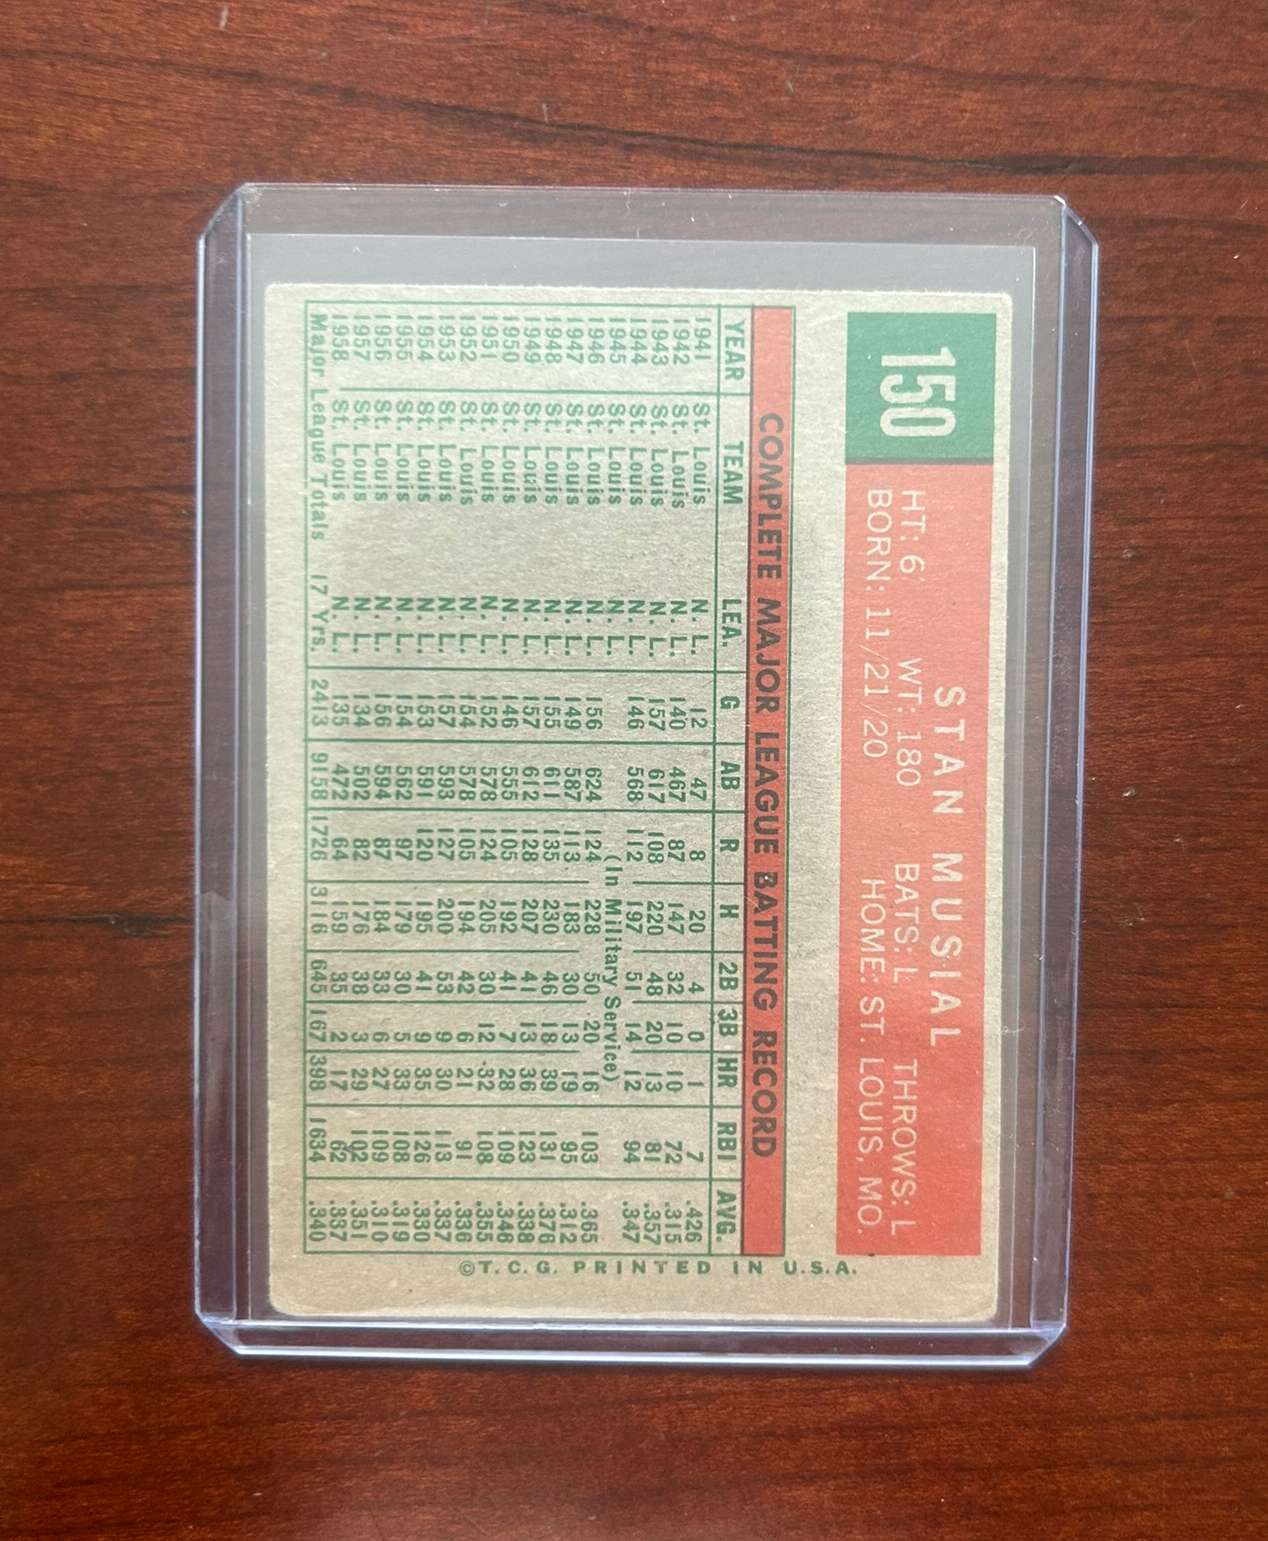 150
STAN MUSIAL
HT: 6' WT: 180 BATS: L THROWS: L
BORN: 11/21/20 HOME: ST. LOUIS, MO.
COMPLETE MAJOR LEAGUE BATTING RECORD
YEAR TEAM LEA. G AB R H 2B 3B HR RBI AVG.
1941 St. Louis N. L. 12 47 8 20 4 0 1 7 .426
1942 St. Louis N. L. 140 467 87 147 32 10 10 72 .315
1943 St. Louis N. L. 157 617 108 220 48 20 13 81 .357
1944 St. Louis N. L. 146 568 112 197 51 14 12 94 .347
1945 St. Louis N. L. (In Military Service)
1946 St. Louis N. L. 156 624 124 228 50 20 16 103 .365
1947 St. Louis N. L. 149 587 113 183 30 13 19 95 .312
1948 St. Louis N. L. 155 611 135 230 46 18 39 131 .376
1949 St. Louis N. L. 157 612 128 207 41 13 36 123 .338
1950 St. Louis N. L. 146 555 105 192 41 7 28 109 .346
1951 St. Louis N. L. 152 578 124 205 30 12 32 108 .355
1952 St. Louis N. L. 154 578 105 194 42 6 21 91 .336
1953 St. Louis N. L. 157 593 127 200 53 9 30 113 .337
1954 St. Louis N. L. 153 591 120 195 41 9 35 126 .330
1955 St. Louis N. L. 154 562 97 179 30 5 33 108 .319
1956 St. Louis N. L. 156 594 87 184 33 6 27 109 .310
1957 St. Louis N. L. 134 502 82 176 38 3 29 102 .351
1958 St. Louis N. L. 135 472 64 159 35 2 17 62 .337
Major League Totals 17 Yrs. 2413 9158 1726 3116 645 167 398 1634 .340
©T. C. G. PRINTED IN U.S.A.